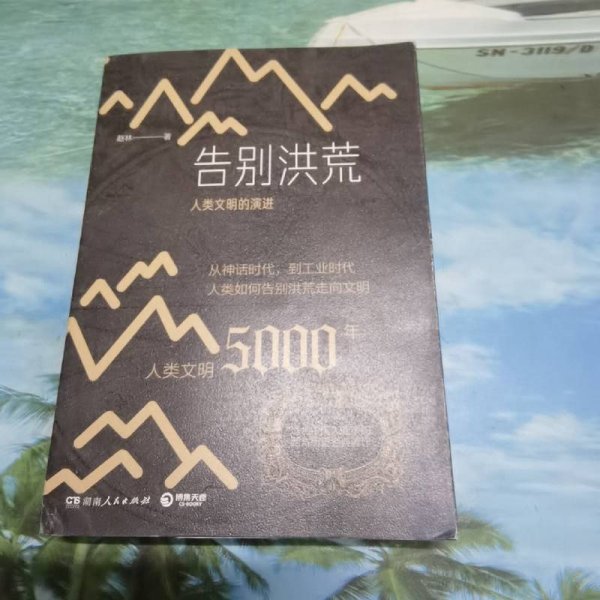 SN-3119/D
赵林——著
告别洪荒
人类文明的演进
从神话时代，到工业时代
人类如何告别洪荒走向文明
人类文明5000年
CS 湖南人民出版社
博集天卷
CS-BOOKY